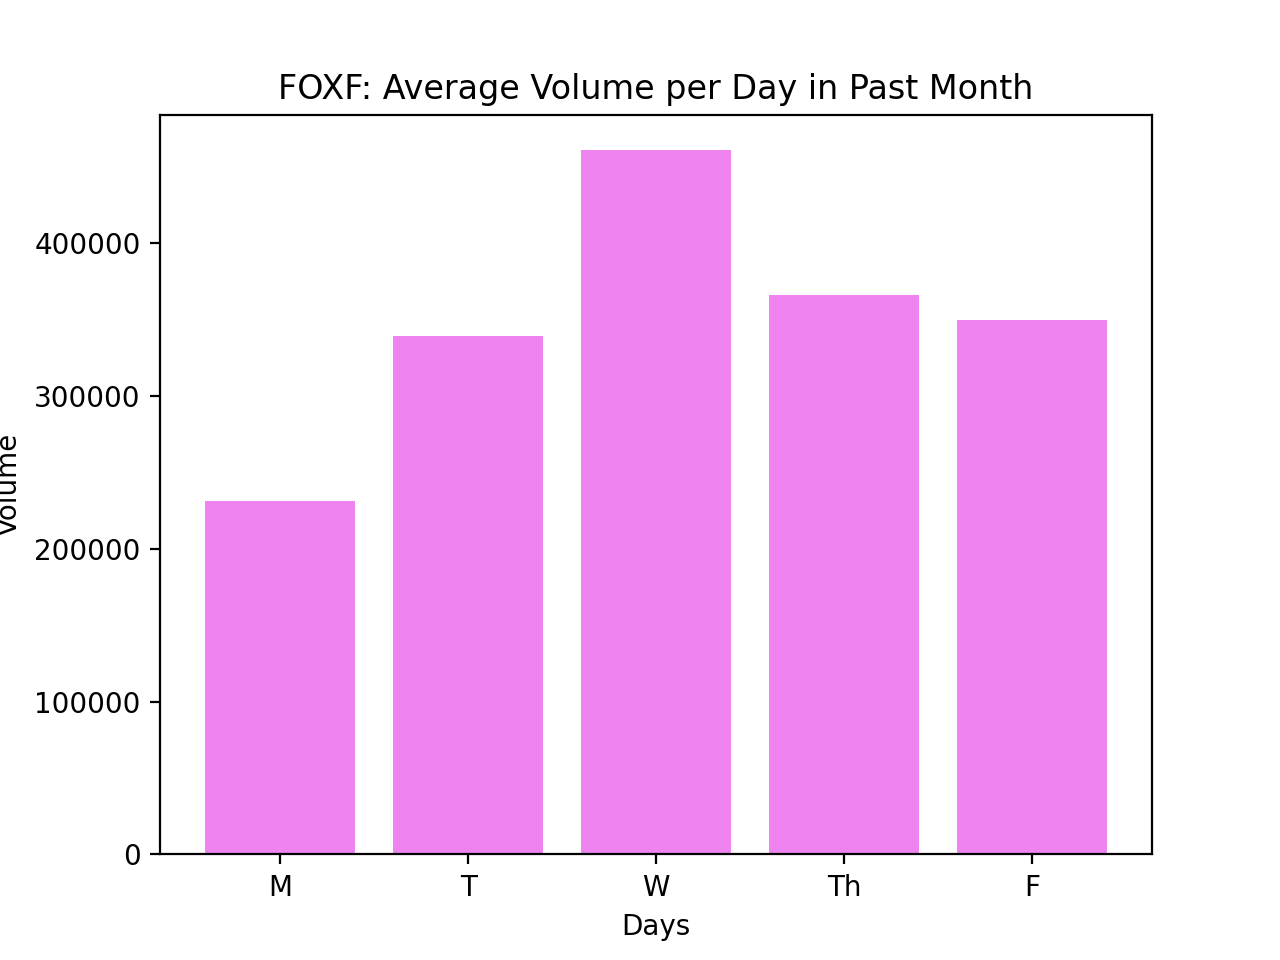 FOXF: Average Volume per Day in Past Month
Volume
400000
300000
200000
100000
0
M T W Th F
Days